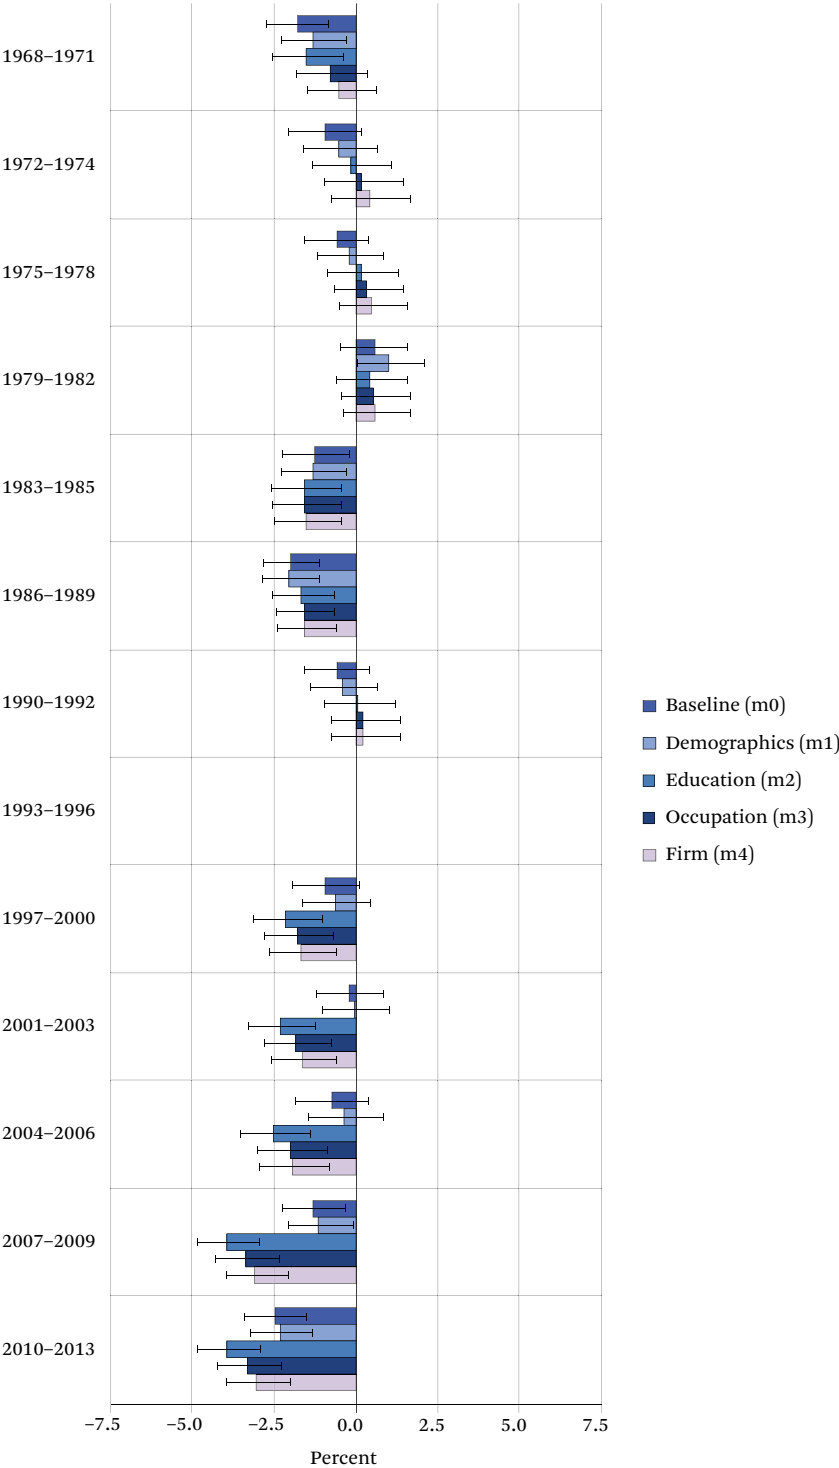 1968–1971
1972–1974
1975–1978
1979–1982
1983–1985
1986–1989
1990–1992
1993–1996
1997–2000
2001–2003
2004–2006
2007–2009
2010–2013
−7.5 −5.0 −2.5 0.0 2.5 5.0 7.5
Percent
Baseline (m0)
Demographics (m1)
Education (m2)
Occupation (m3)
Firm (m4)